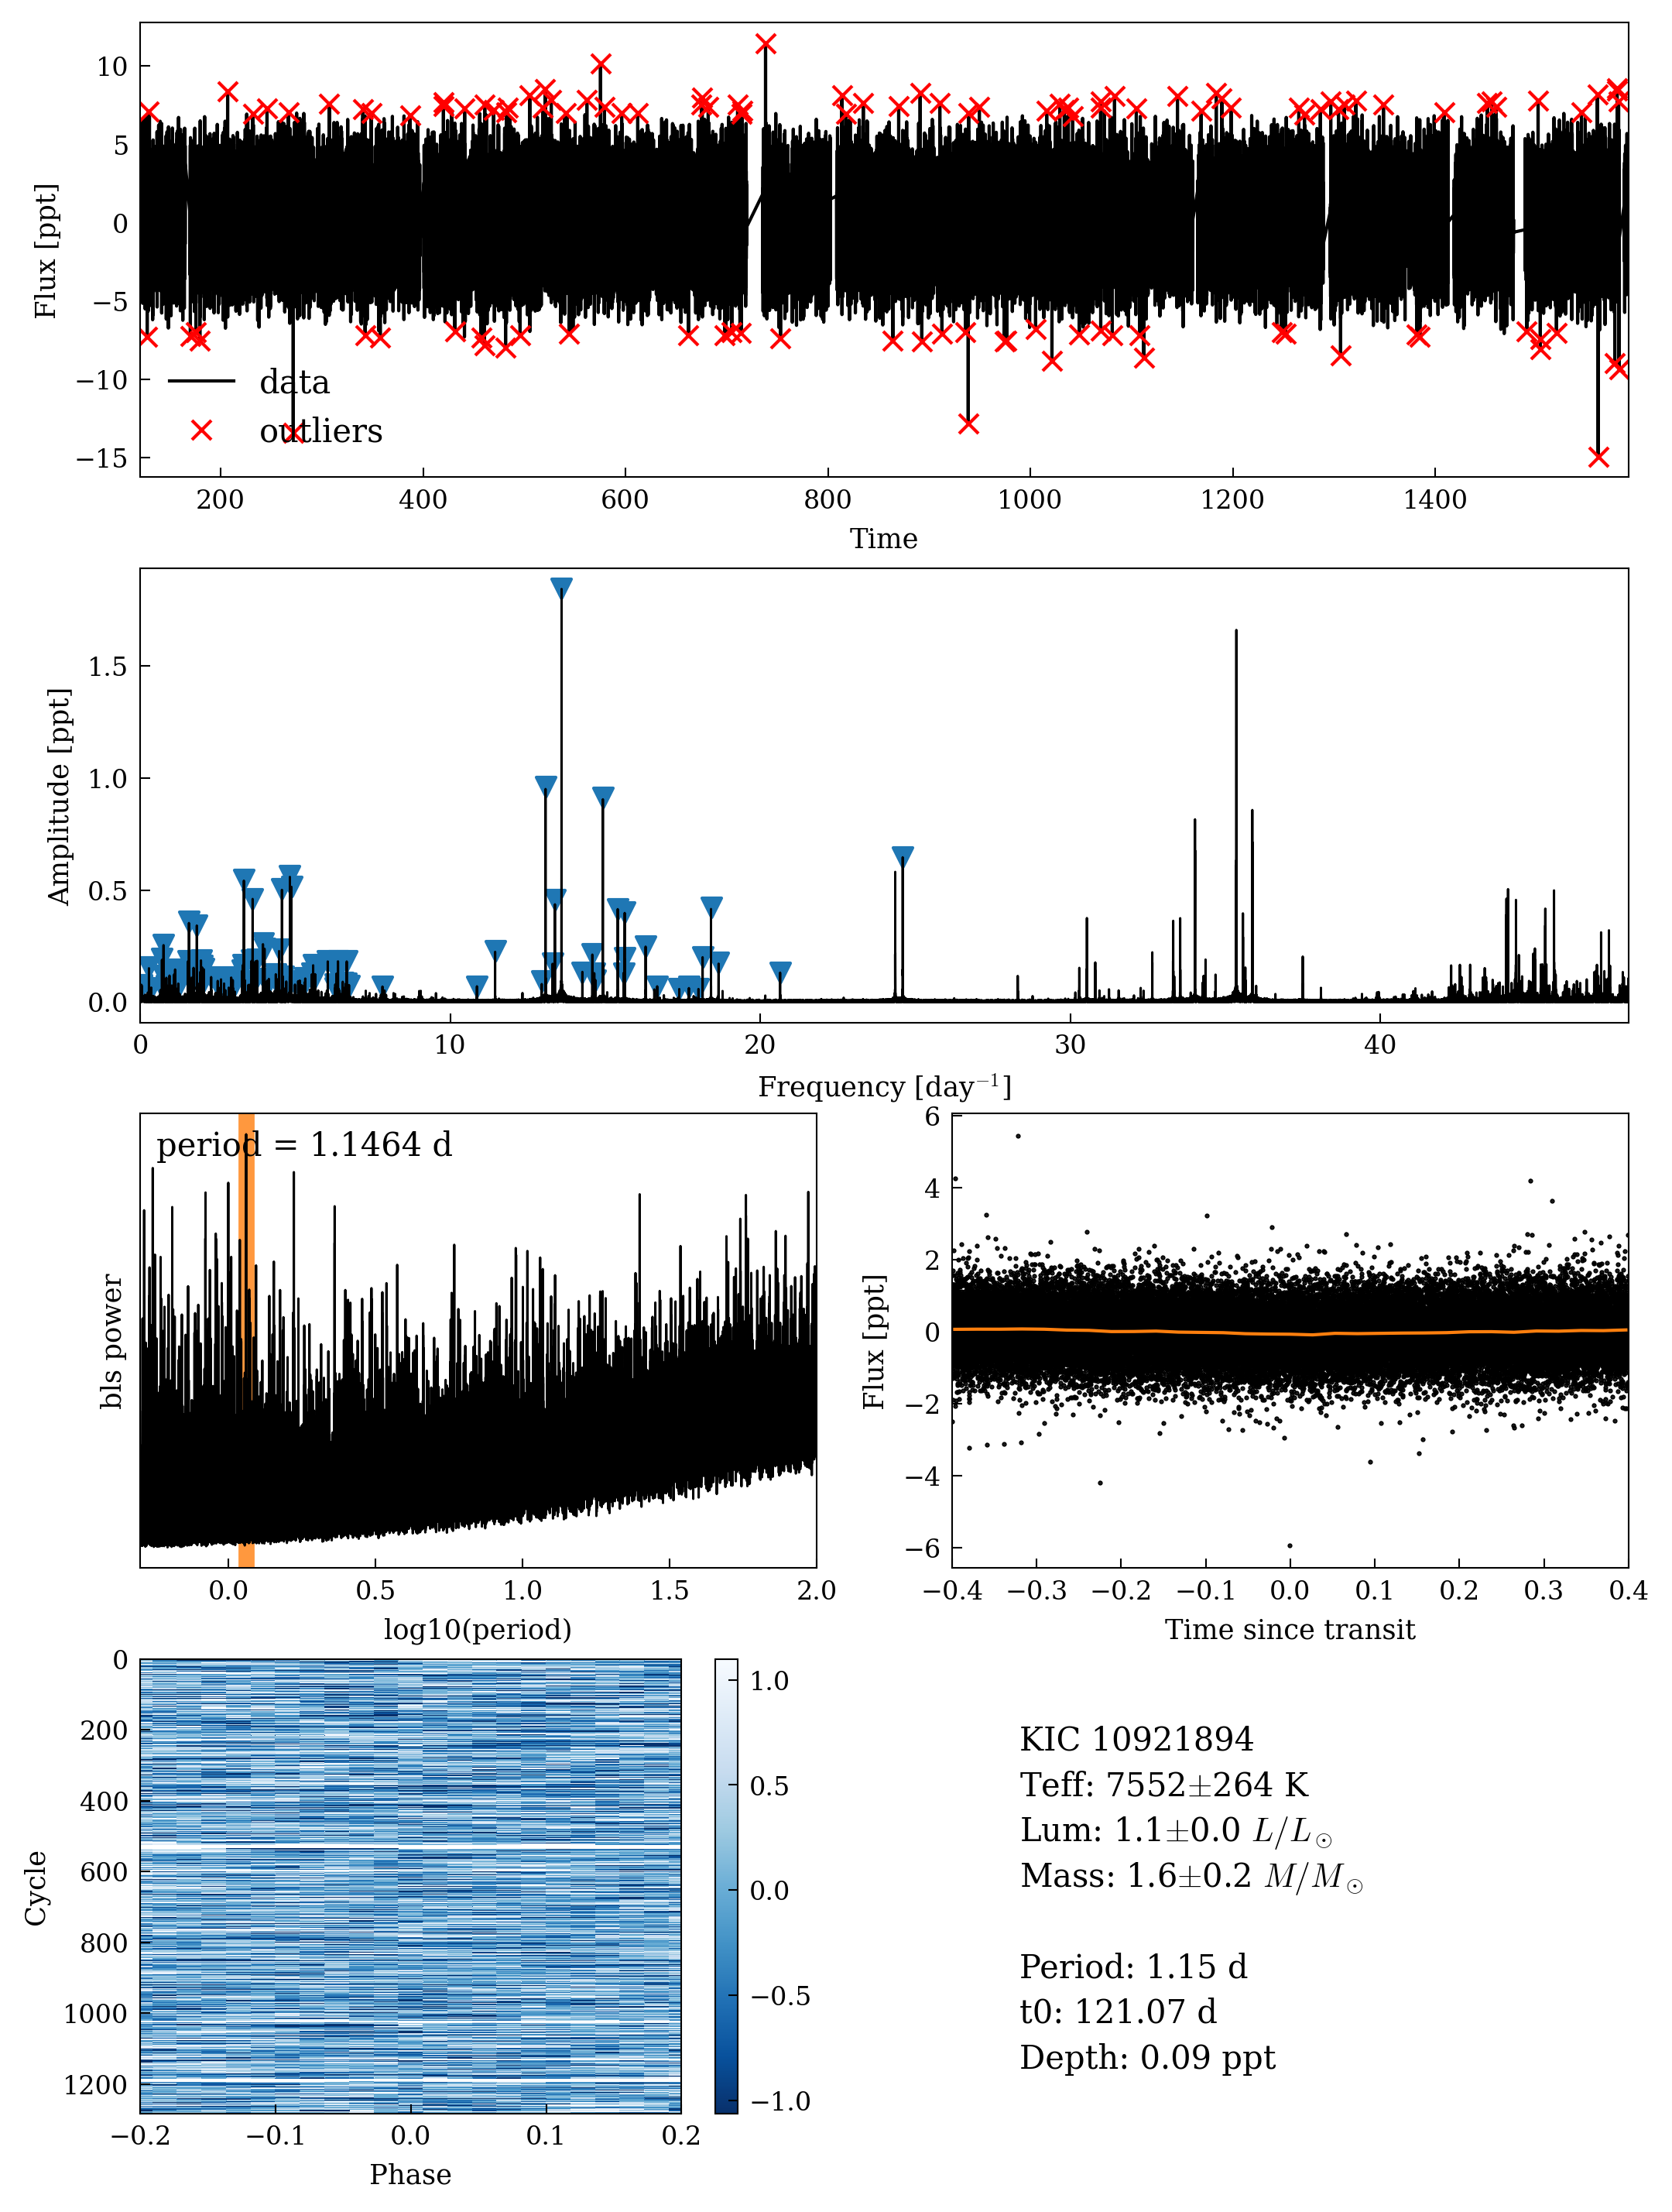 10
5
0
−5
−10
−15
Flux [ppt]
data
outliers
200 400 600 800 1000 1200 1400
Time
1.5
1.0
0.5
0.0
Amplitude [ppt]
0 10 20 30 40
Frequency [day⁻¹]
period = 1.1464 d
bls power
0.0 0.5 1.0 1.5 2.0
log10(period)
6
4
2
0
−2
−4
−6
Flux [ppt]
−0.4 −0.3 −0.2 −0.1 0.0 0.1 0.2 0.3 0.4
Time since transit
0
200
400
600
800
1000
1200
Cycle
−0.2 −0.1 0.0 0.1 0.2
Phase
1.0
0.5
0.0
−0.5
−1.0
KIC 10921894
Teff: 7552±264 K
Lum: 1.1±0.0 L/L☉
Mass: 1.6±0.2 M/M☉
Period: 1.15 d
t0: 121.07 d
Depth: 0.09 ppt